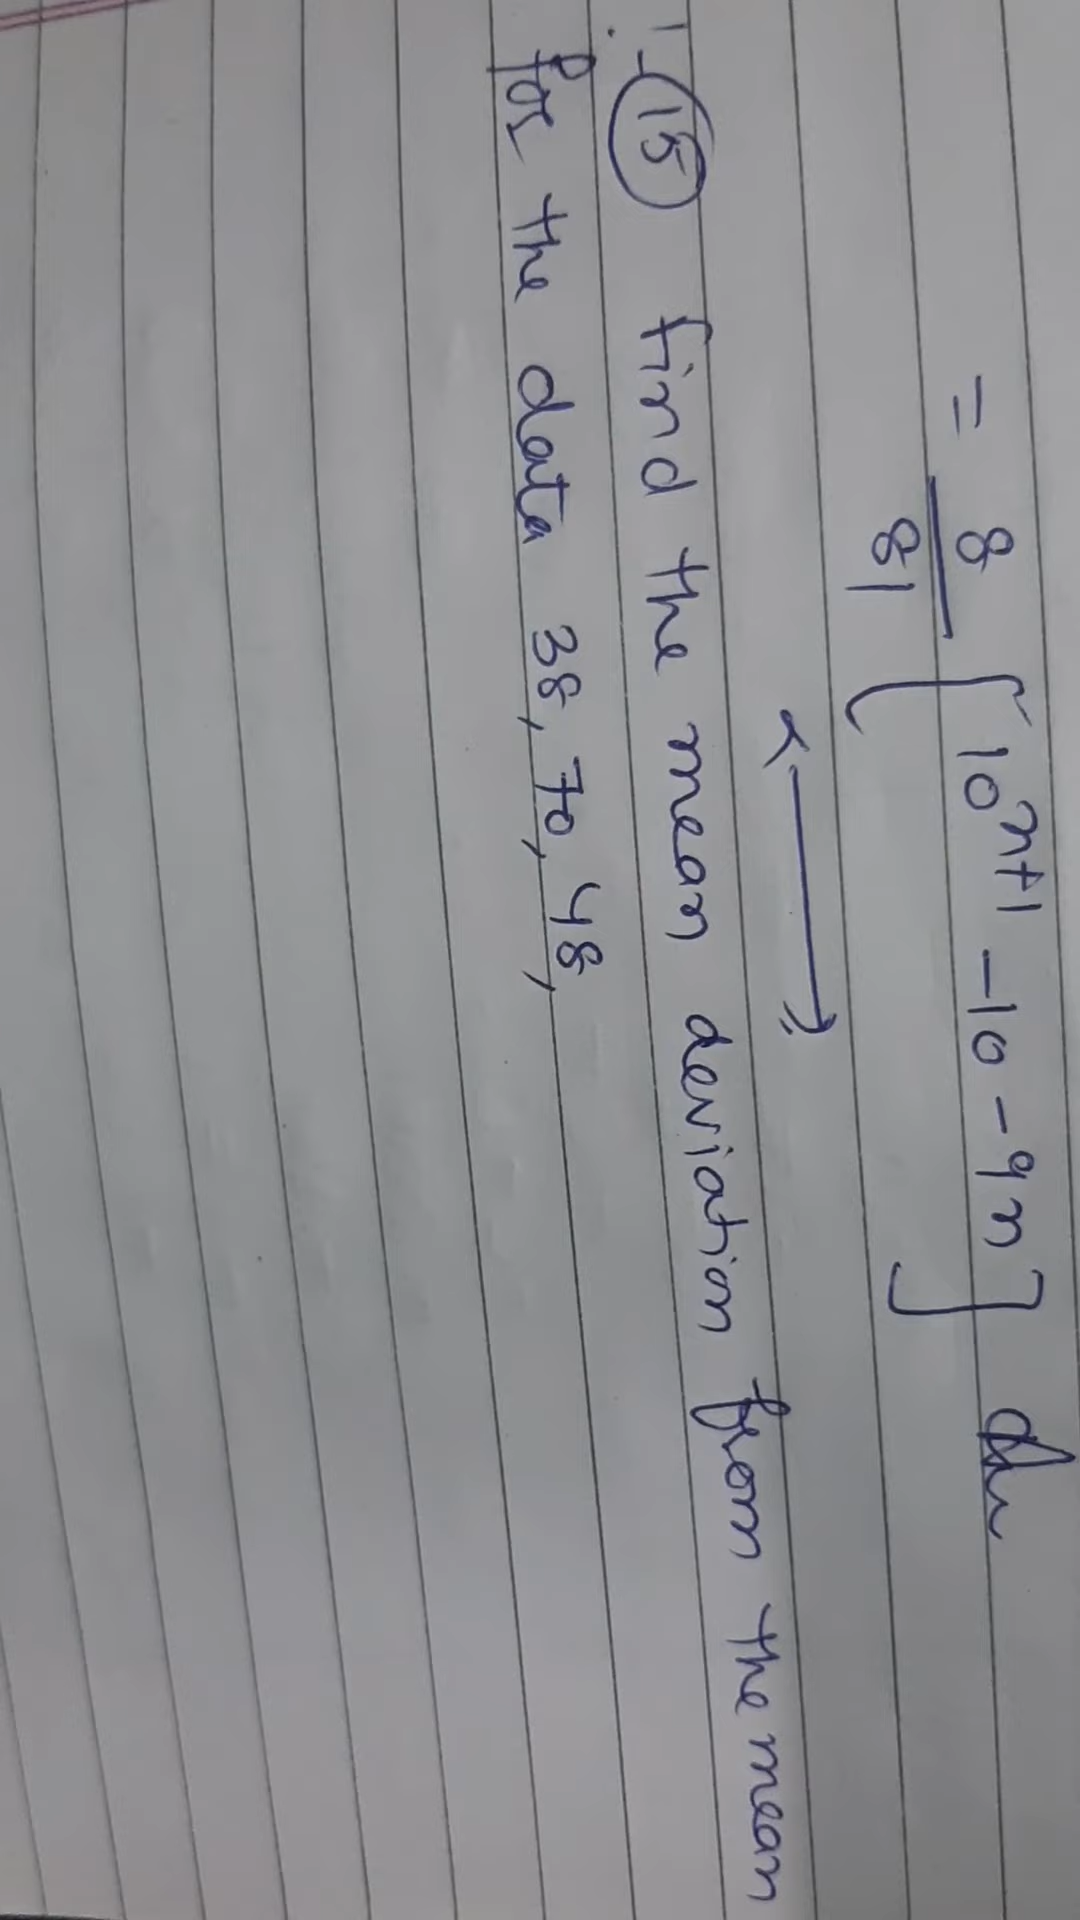 = 8/81 [10^{n+1} - 10 - 9n]
(15) find the mean deviation from the mean
for the data 38, 70, 48,